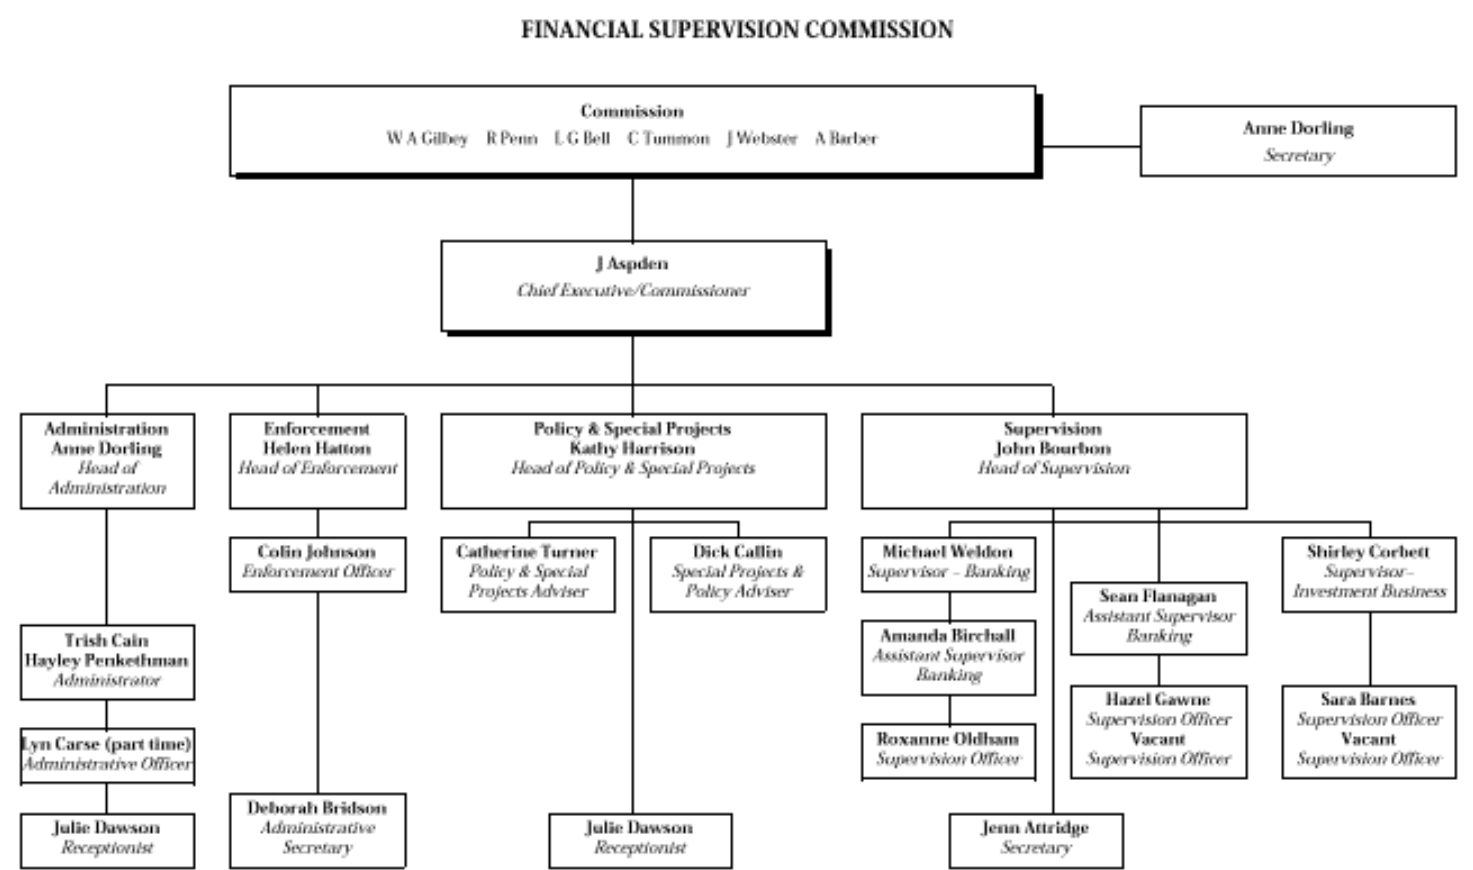 FINANCIAL SUPERVISION COMMISSION
Commission
W A Gilbey R Penn L G Bell C Tummon J Webster A Barber
Anne Dorling
Secretary
J Aspden
Chief Executive/Commissioner
Administration
Anne Dorling
Head of
Administration
Enforcement
Helen Hatton
Head of Enforcement
Policy & Special Projects
Kathy Harrison
Head of Policy & Special Projects
Supervision
John Bourbon
Head of Supervision
Colin Johnson
Enforcement Officer
Catherine Turner
Policy & Special
Projects Adviser
Dick Callin
Special Projects &
Policy Adviser
Michael Weldon
Supervisor – Banking
Shirley Corbett
Supervisor–
Investment Business
Sean Flanagan
Assistant Supervisor
Banking
Trish Cain
Hayley Penkethman
Administrator
Amanda Birchall
Assistant Supervisor
Banking
Hazel Gawne
Supervision Officer
Vacant
Supervision Officer
Sara Barnes
Supervision Officer
Vacant
Supervision Officer
Lyn Carse (part time)
Administrative Officer
Roxanne Oldham
Supervision Officer
Deborah Bridson
Administrative
Secretary
Julie Dawson
Receptionist
Julie Dawson
Receptionist
Jenn Attridge
Secretary